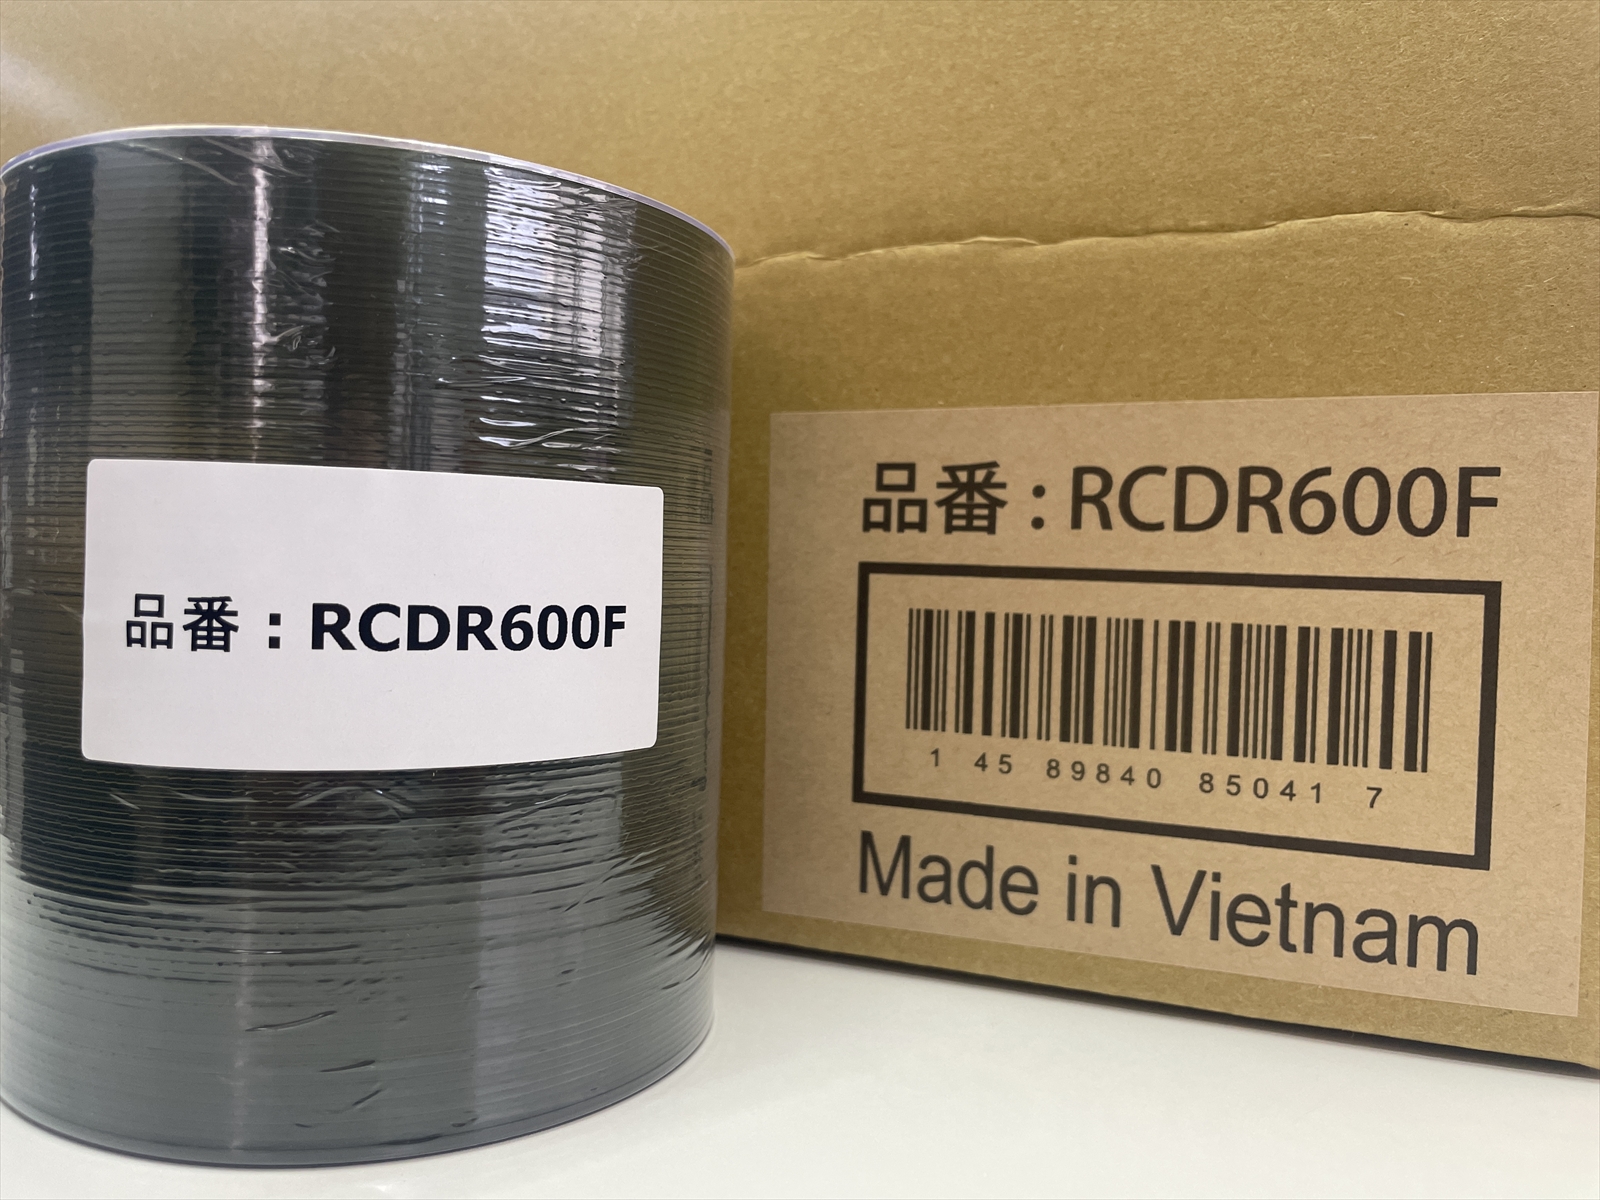 品番：RCDR600F
品番：RCDR600F
1 45 89840 85041 7
Made in Vietnam